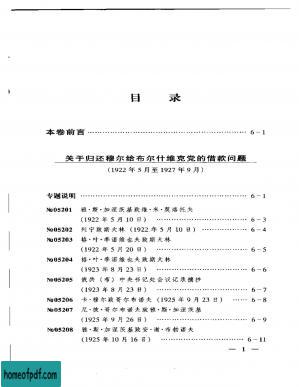 目 录
本卷前言 …………………………………… 6-1
关于归还穆尔给布尔什维克党的借款问题
(1922年5月至1927年9月)
专题说明 …………………………………… 6-1
№05201 雅·斯·加涅茨基致维·米·莫洛托夫
(1922年5月10日) …………………………… 6-3
№05202 列宁致斯大林(1922年5月10日) ………… 6-4
№05203 格·叶·季诺维也夫致斯大林
(1922年5月20日) …………………………… 6-5
№05204 格·叶·季诺维也夫致斯大林
(1923年8月23日) …………………………… 6-6
№05205 俄共(布)中央书记处会议记录摘抄
(1923年8月23日) …………………………… 6-7
№05206 卡·穆尔致哥尔布诺夫(1925年9月23日) …… 6-8
№05207 尼·彼·哥尔布诺夫致雅·斯·加涅茨基
(1925年9月26日) …………………………… 6-9
№05208 雅·斯·加涅茨基致安·谢·布勃诺夫
(1925年10月16日) …………………………… 6-11
— 1 —
homeofpdf.com
homeofpdf.com